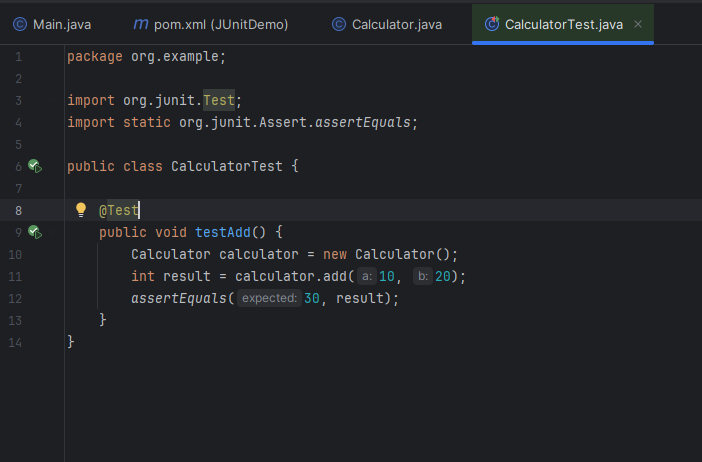 Main.java pom.xml (JUnitDemo) Calculator.java CalculatorTest.java
1 package org.example;
2
3 import org.junit.Test;
4 import static org.junit.Assert.assertEquals;
5
6 public class CalculatorTest {
7
8 @Test
9 public void testAdd() {
10 Calculator calculator = new Calculator();
11 int result = calculator.add(a: 10, b: 20);
12 assertEquals(expected: 30, result);
13 }
14 }